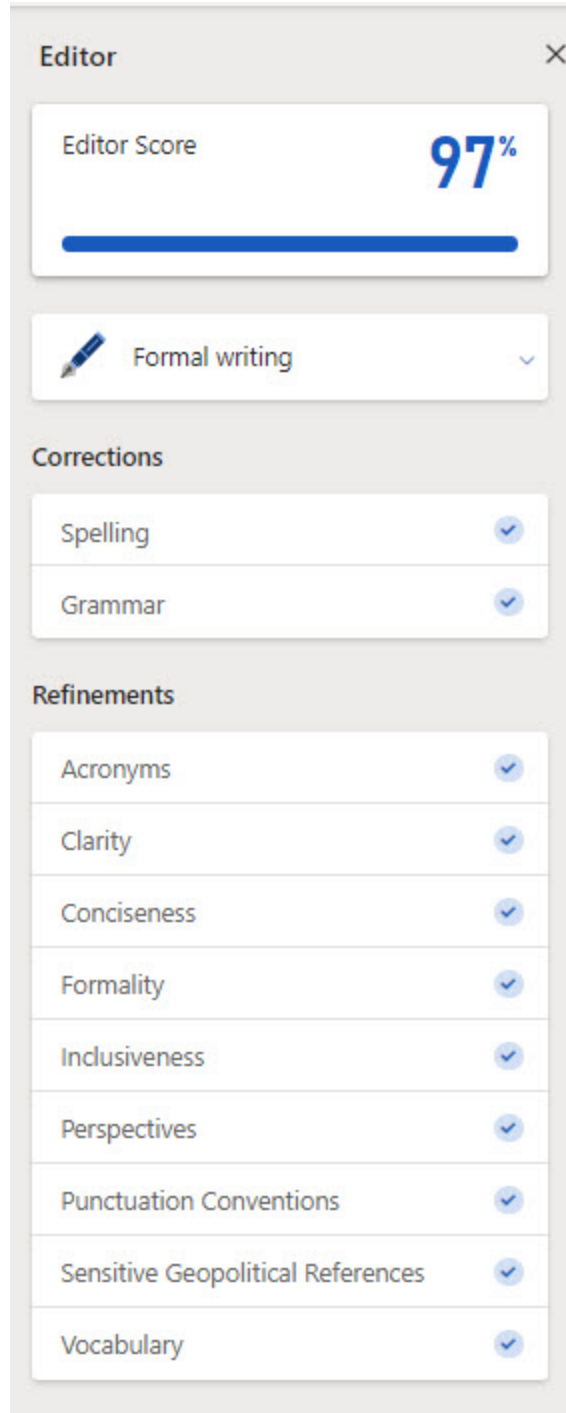 Editor
Editor Score
97%
Formal writing
Corrections
Spelling
Grammar
Refinements
Acronyms
Clarity
Conciseness
Formality
Inclusiveness
Perspectives
Punctuation Conventions
Sensitive Geopolitical References
Vocabulary